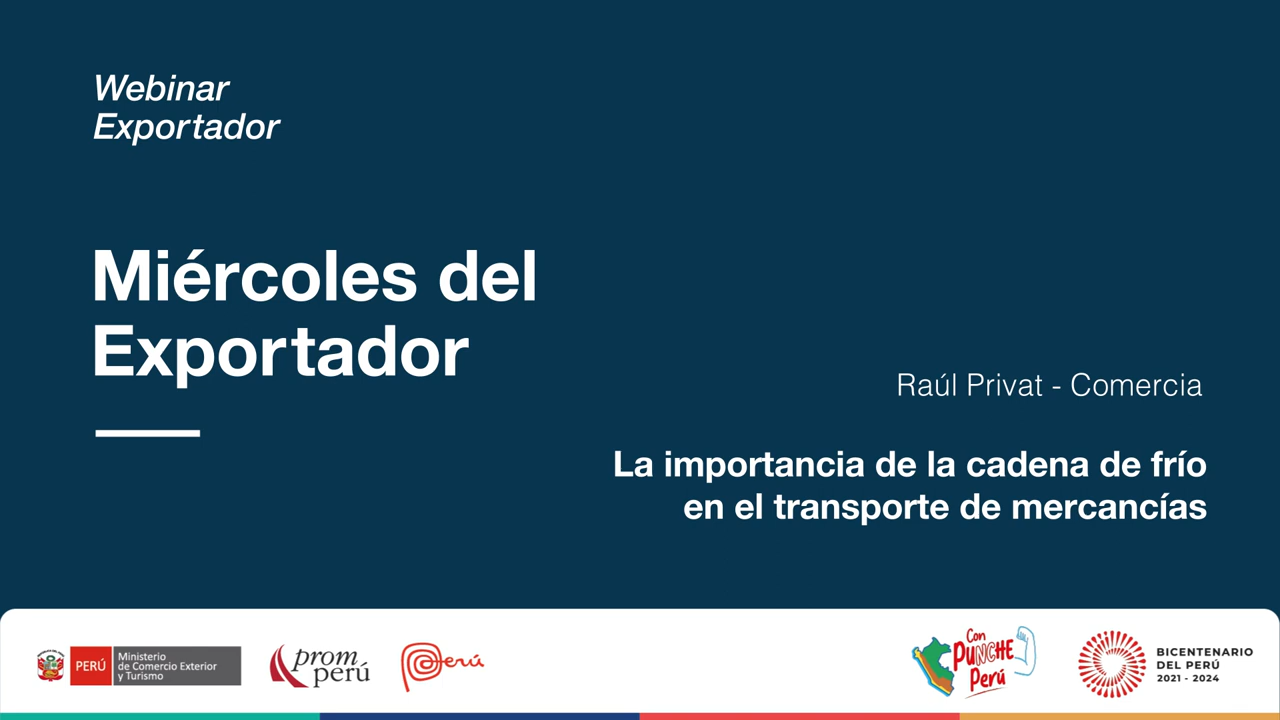 Webinar
Exportador
Miércoles del
Exportador
Raúl Privat - Comercia
La importancia de la cadena de frío
en el transporte de mercancías
PERÚ
Ministerio
de Comercio Exterior
y Turismo
prom
perú
Perú
Con
PUNCHE
Perú
BICENTENARIO
DEL PERÚ
2021 - 2024